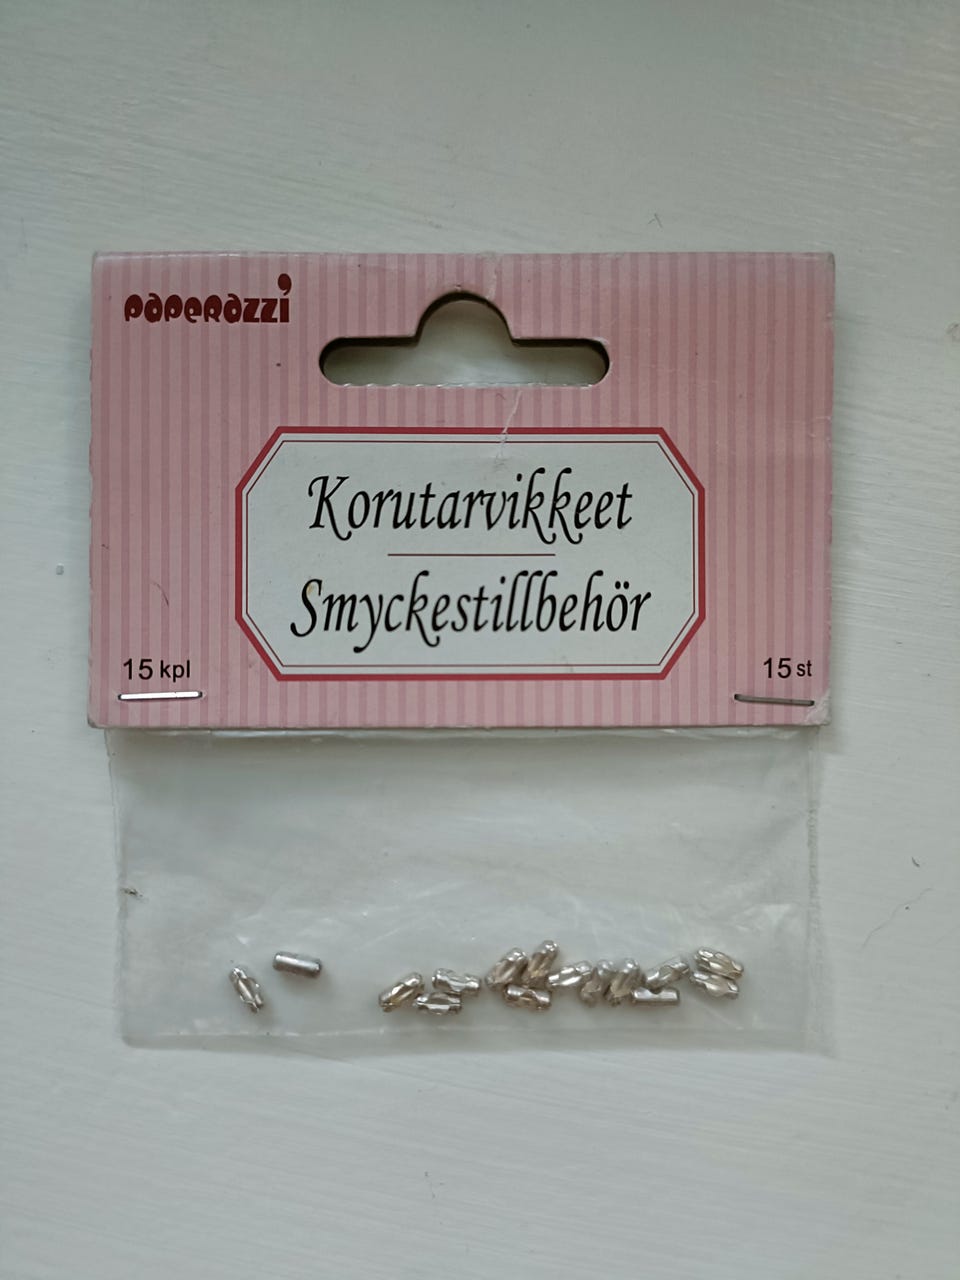 paperazzi
Korutarvikkeet
Smyckestillbehör
15 kpl
15 st